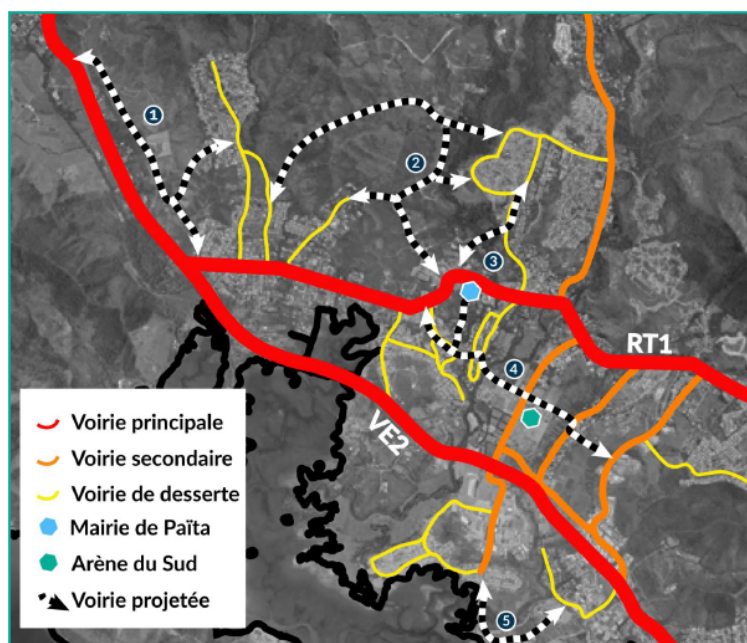 1
2
3
RT1
4
VE2
Voirie principale
Voirie secondaire
Voirie de desserte
Mairie de Païta
Arène du Sud
Voirie projetée
5